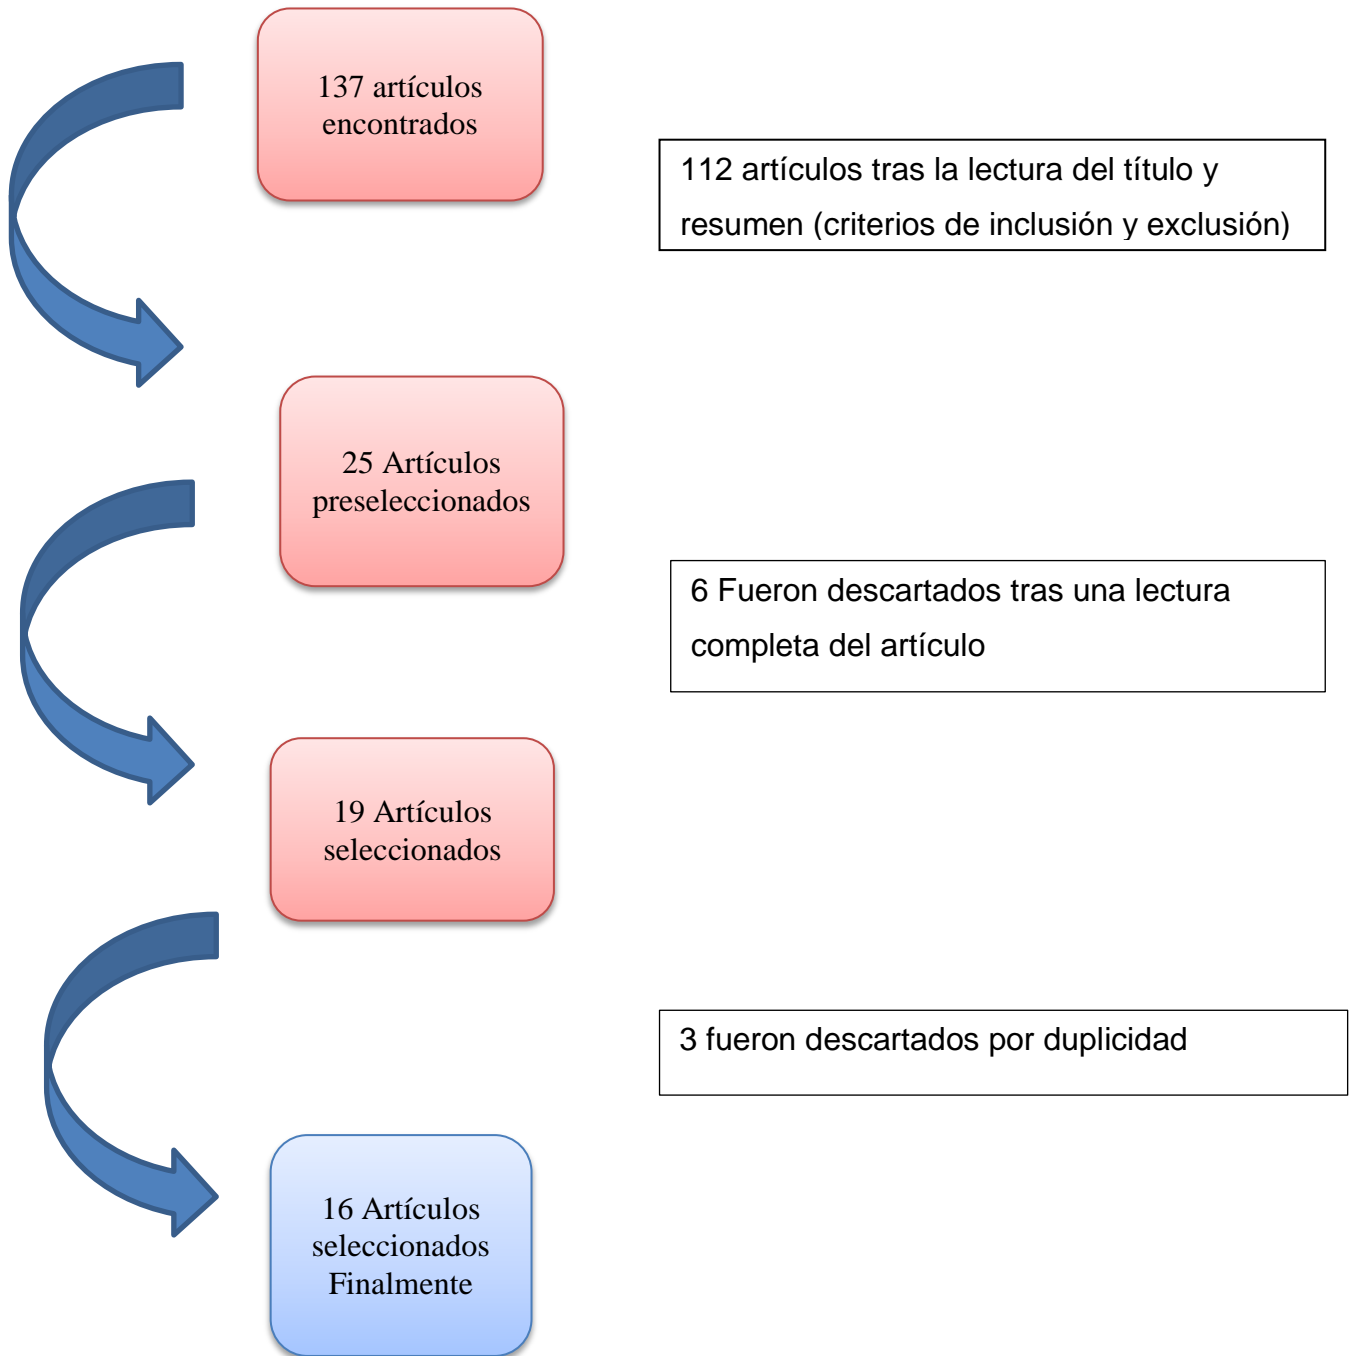 137 artículos
encontrados
112 artículos tras la lectura del título y
resumen (criterios de inclusión y exclusión)
25 Artículos
preseleccionados
6 Fueron descartados tras una lectura
completa del artículo
19 Artículos
seleccionados
3 fueron descartados por duplicidad
16 Artículos
seleccionados
Finalmente